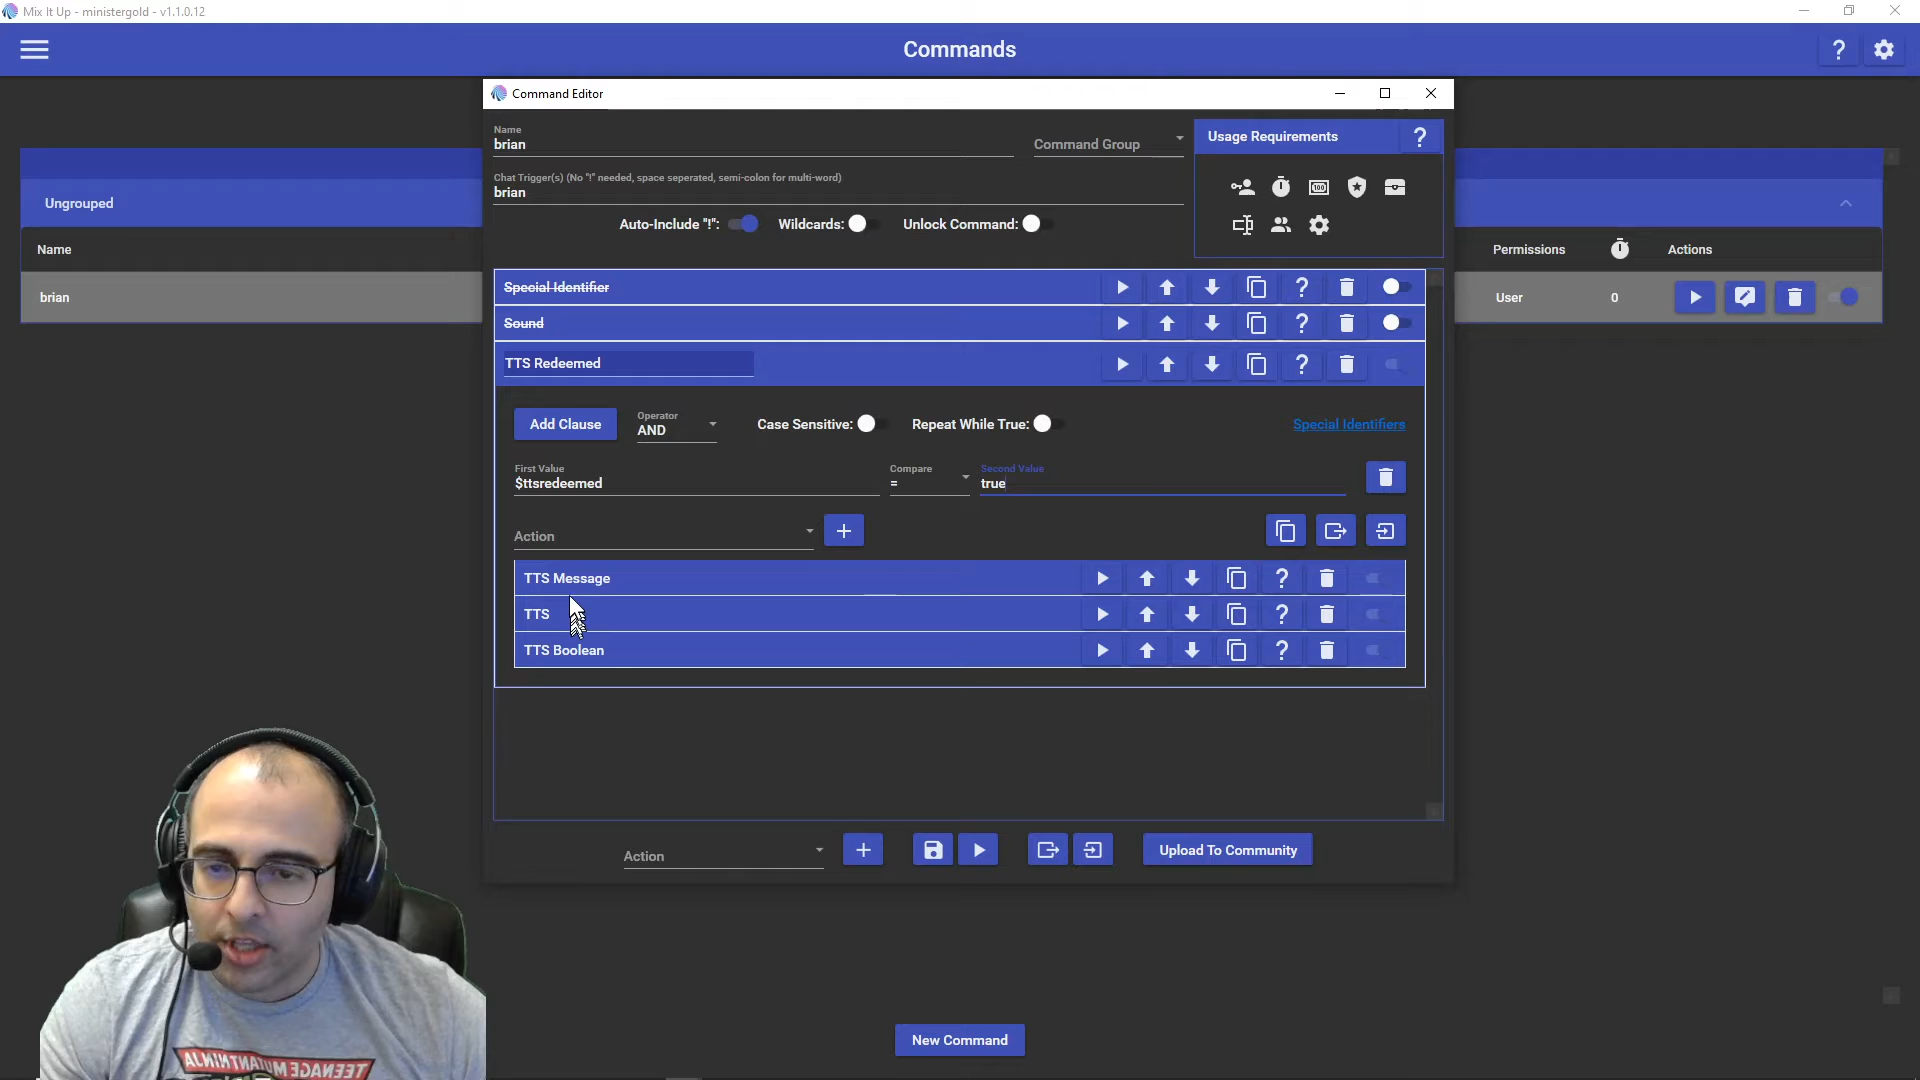 Mix It Up - ministergold - v1.1.0.12
Commands
?
Command Editor
Name
brian
Command Group
Usage Requirements
?
Chat Trigger(s) (No "!" needed, space seperated, semi-colon for multi-word)
brian
100
Auto-Include "!":
Wildcards:
Unlock Command:
Ungrouped
Name
Permissions
Actions
brian
User
0
Special Identifier
?
Sound
?
TTS Redeemed
?
Add Clause
Operator
AND
Case Sensitive:
Repeat While True:
Special Identifiers
First Value
$ttsredeemed
Compare
=
Second Value
true
Action
TTS Message
?
TTS
?
TTS Boolean
?
Action
Upload To Community
New Command
TEENAGE MUTANT NINJA